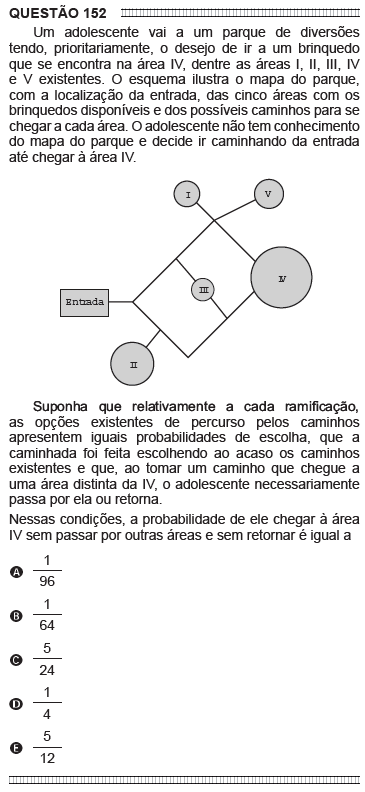 QUESTÃO 152
Um adolescente vai a um parque de diversões
tendo, prioritariamente, o desejo de ir a um brinquedo
que se encontra na área IV, dentre as áreas I, II, III, IV
e V existentes. O esquema ilustra o mapa do parque,
com a localização da entrada, das cinco áreas com os
brinquedos disponíveis e dos possíveis caminhos para se
chegar a cada área. O adolescente não tem conhecimento
do mapa do parque e decide ir caminhando da entrada
até chegar à área IV.
I
V
IV
III
Entrada
II
Suponha que relativamente a cada ramificação,
as opções existentes de percurso pelos caminhos
apresentem iguais probabilidades de escolha, que a
caminhada foi feita escolhendo ao acaso os caminhos
existentes e que, ao tomar um caminho que chegue a
uma área distinta da IV, o adolescente necessariamente
passa por ela ou retorna.
Nessas condições, a probabilidade de ele chegar à área
IV sem passar por outras áreas e sem retornar é igual a
A 1/96
B 1/64
C 5/24
D 1/4
E 5/12